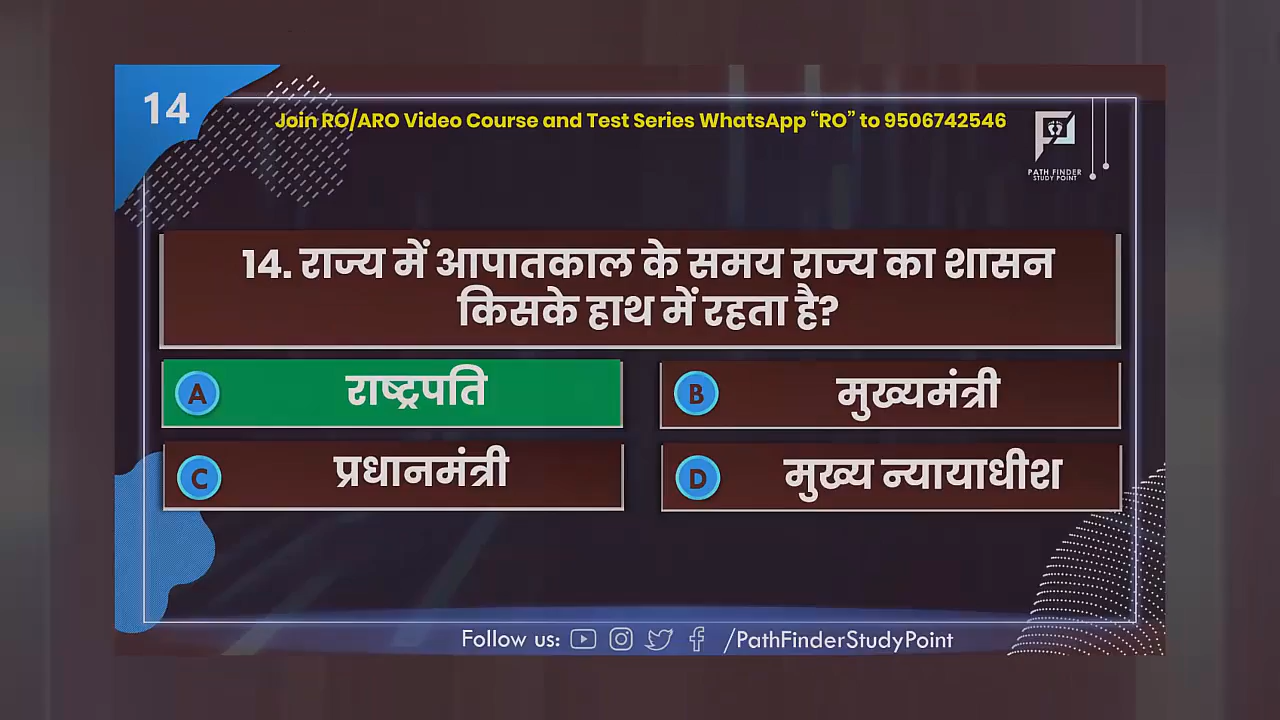 14
Join RO/ARO Video Course and Test Series WhatsApp “RO” to 9506742546
PATH FINDER
STUDY POINT
14. राज्य में आपातकाल के समय राज्य का शासन
किसके हाथ में रहता है?
A राष्ट्रपति
B मुख्यमंत्री
C प्रधानमंत्री
D मुख्य न्यायाधीश
Follow us: /PathFinderStudyPoint